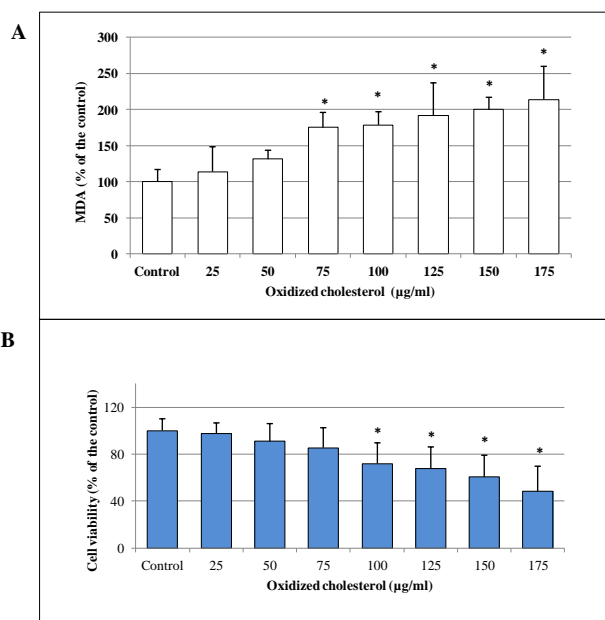 A
300
250
200
150
100
50
0
MDA (% of the control)
* * * * *
Control 25 50 75 100 125 150 175
Oxidized cholesterol (µg/ml)
B
120
80
40
0
Cell viability (% of the control)
* * * *
Control 25 50 75 100 125 150 175
Oxidized cholesterol (µg/ml)